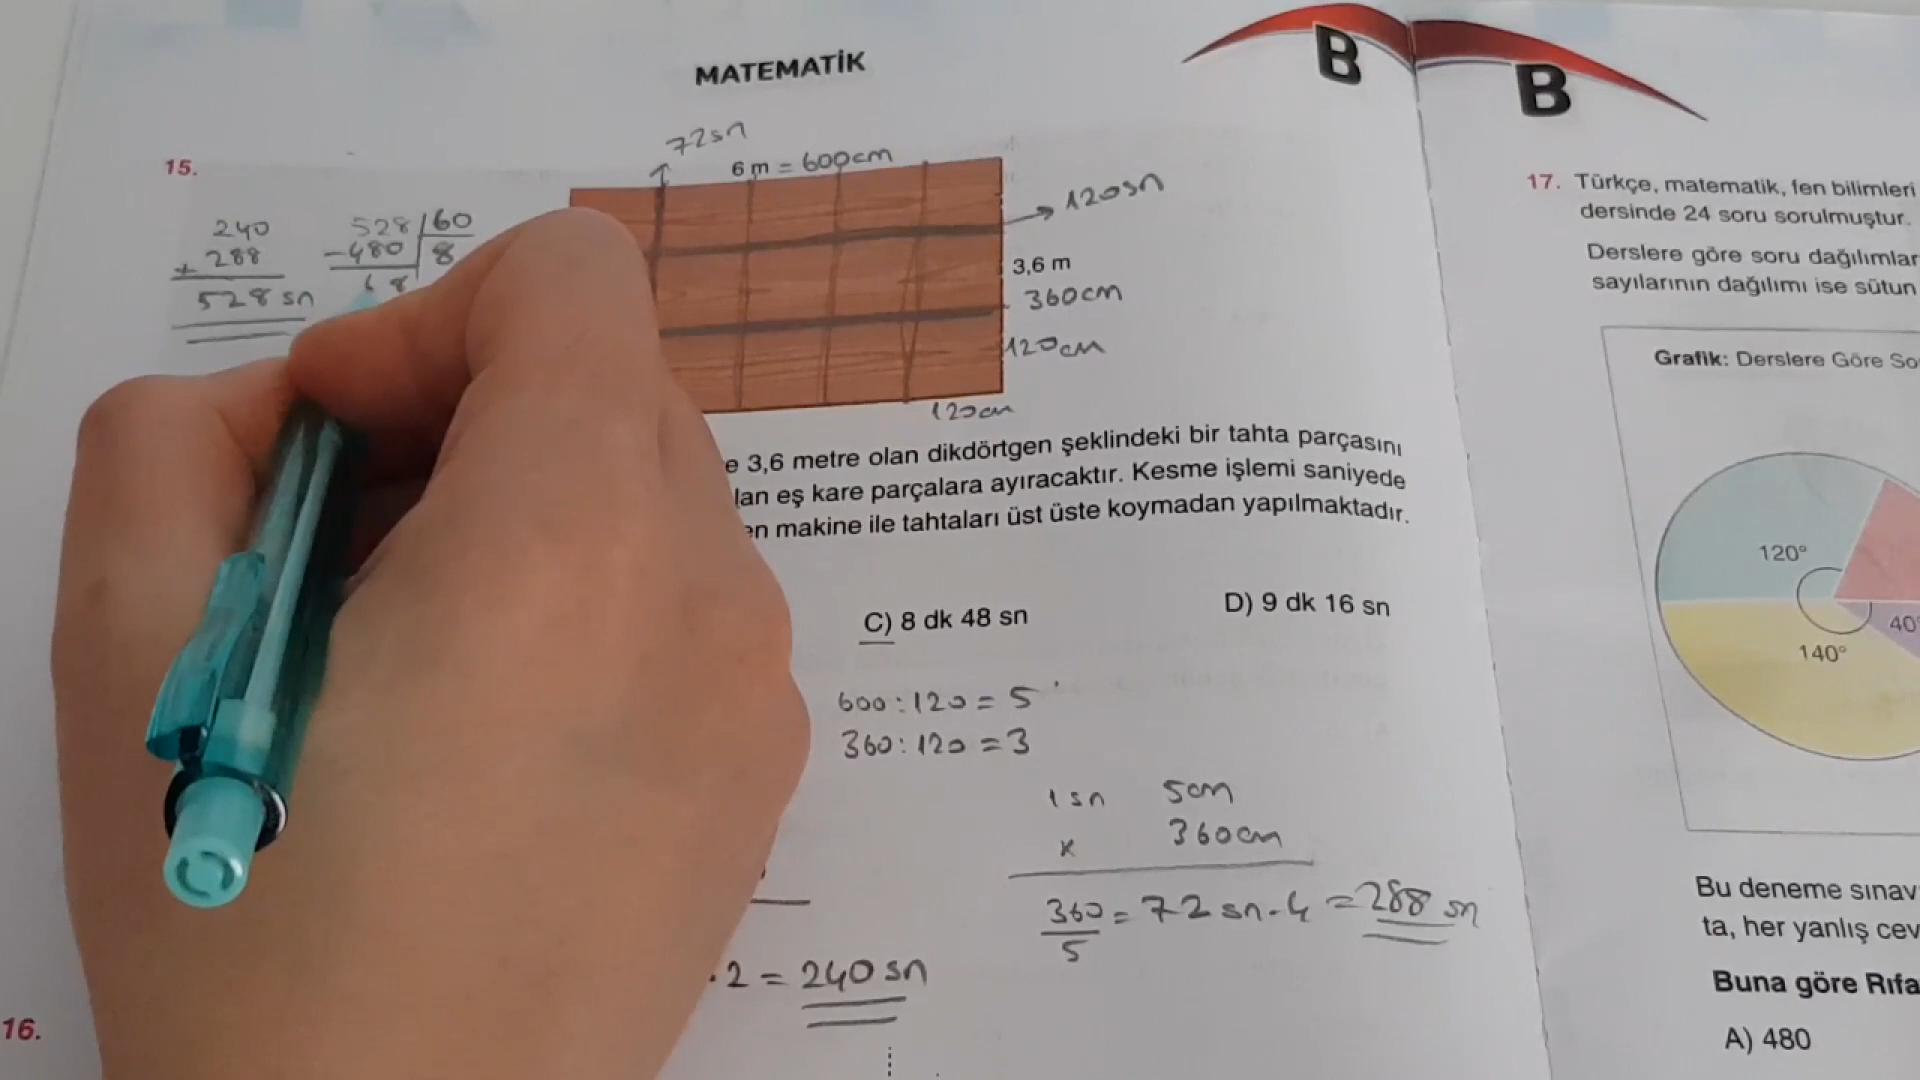 MATEMATİK
B
B
15.
72sn
6 m = 600cm
120sn
3,6 m
360cm
120cm
120cm
240
+ 288
528 sn
528 60
-480 8
48
e 3,6 metre olan dikdörtgen şeklindeki bir tahta parçasını
lan eş kare parçalara ayıracaktır. Kesme işlemi saniyede
en makine ile tahtaları üst üste koymadan yapılmaktadır.
C) 8 dk 48 sn
D) 9 dk 16 sn
600:120 = 5
360:120 = 3
1 sn 5cm
x 360cm
360/5 = 72 sn.4 = 288 sn
.2 = 240 sn
16.
17. Türkçe, matematik, fen bilimleri
dersinde 24 soru sorulmuştur.
Derslere göre soru dağılımlar
sayılarının dağılımı ise sütun
Grafik: Derslere Göre So
120°
40°
140°
Bu deneme sınav
ta, her yanlış cev
Buna göre Rıfa
A) 480